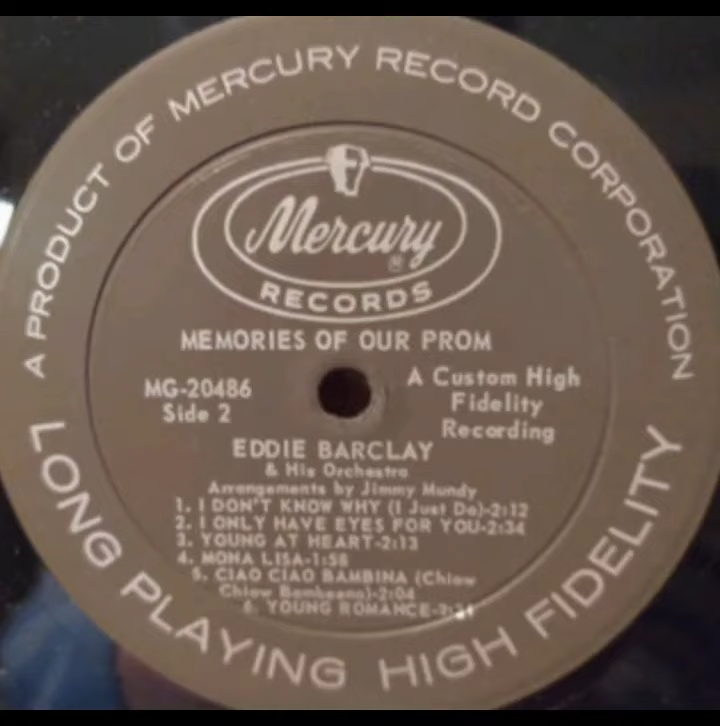 A PRODUCT OF MERCURY RECORD CORPORATION
Mercury
®
RECORDS
MEMORIES OF OUR PROM
MG-20486
Side 2
A Custom High
Fidelity
Recording
EDDIE BARCLAY
& His Orchestra
Arrangements by Jimmy Mundy
1. I DON'T KNOW WHY (I Just Do)-2:12
2. I ONLY HAVE EYES FOR YOU-2:34
3. YOUNG AT HEART-2:13
4. MONA LISA-1:58
5. CIAO CIAO BAMBINA (Chiow
Chiow Bambeena)-2:04
6. YOUNG ROMANCE
LONG PLAYING HIGH FIDELITY